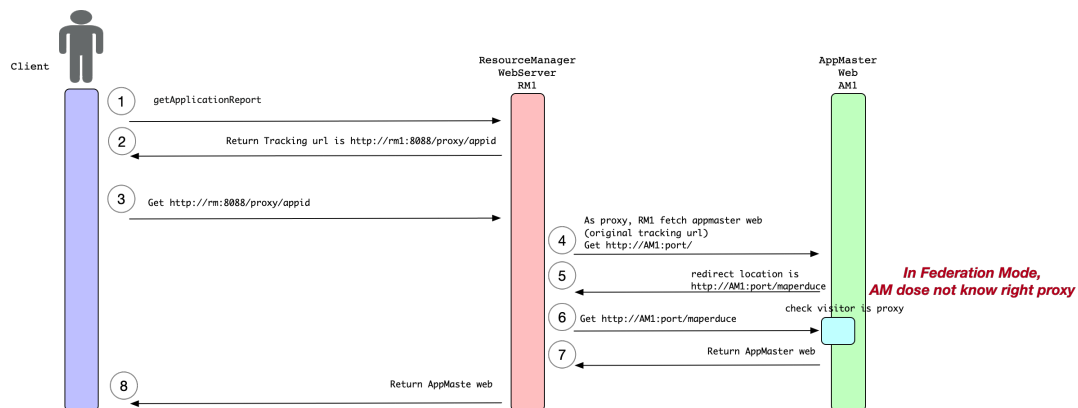 Client
ResourceManager
WebServer
RM1
AppMaster
Web
AM1
1
getApplicationReport
2
Return Tracking url is http://rm1:8088/proxy/appid
3
Get http://rm:8088/proxy/appid
As proxy, RM1 fetch appmaster web
(original tracking url)
4
Get http://AM1:port/
5
redirect location is
http://AM1:port/maperduce
In Federation Mode,
AM dose not know right proxy
check visitor is proxy
6
Get http://AM1:port/maperduce
7
Return AppMaster web
8
Return AppMaste web